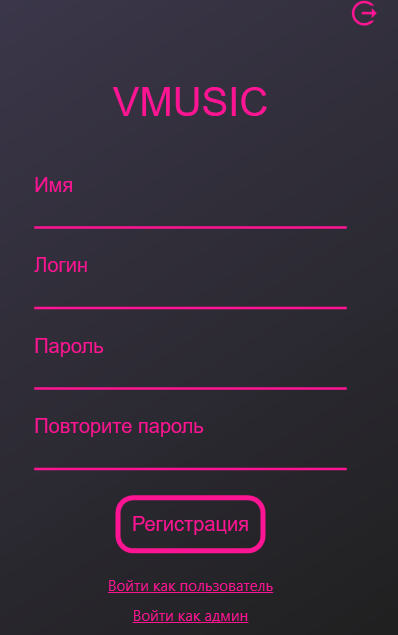 VMUSIC
Имя
Логин
Пароль
Повторите пароль
Регистрация
Войти как пользователь
Войти как админ